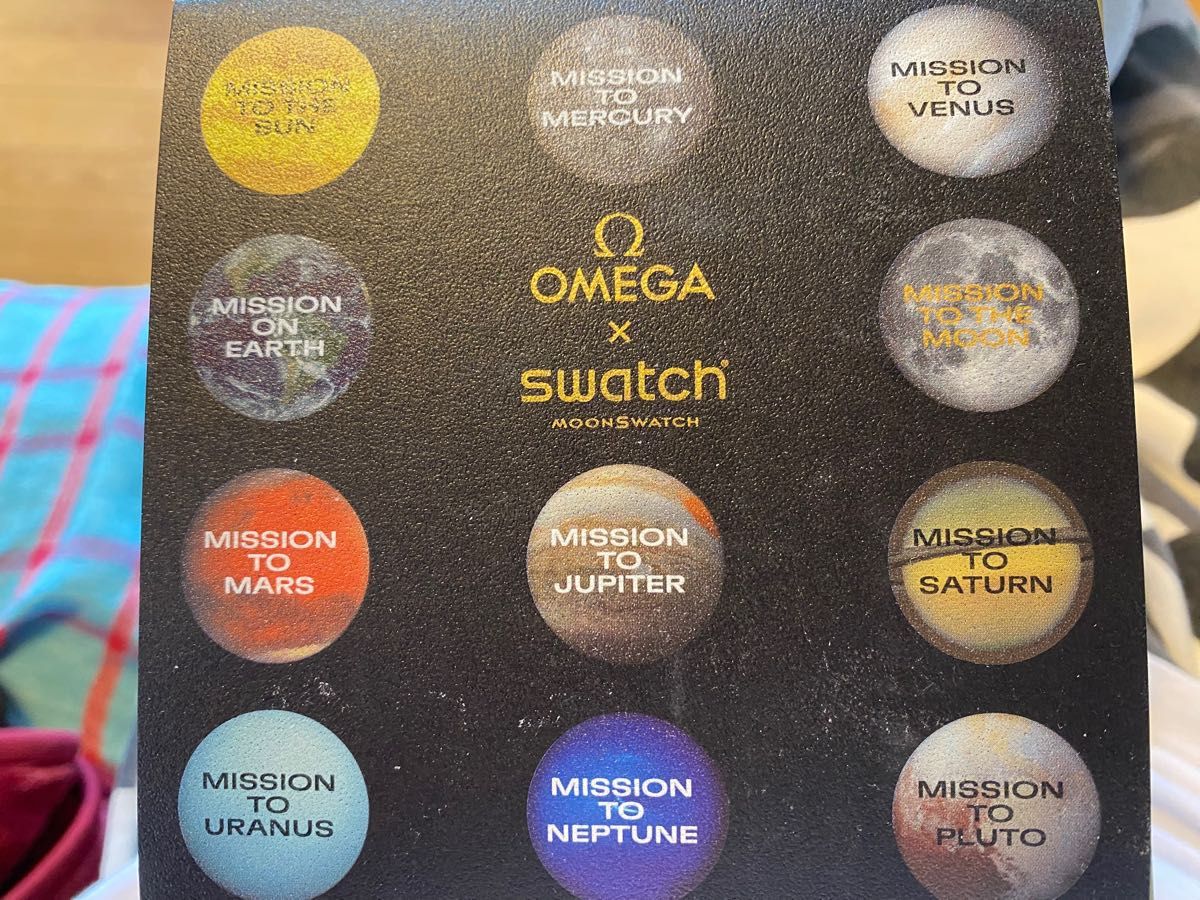 MISSION
TO THE
SUN
MISSION
TO
MERCURY
MISSION
TO
VENUS
MISSION
ON
EARTH
Ω
OMEGA
×
swatch
MOONSWATCH
MISSION
TO THE
MOON
MISSION
TO
MARS
MISSION
TO
JUPITER
MISSION
TO
SATURN
MISSION
TO
URANUS
MISSION
TO
NEPTUNE
MISSION
TO
PLUTO